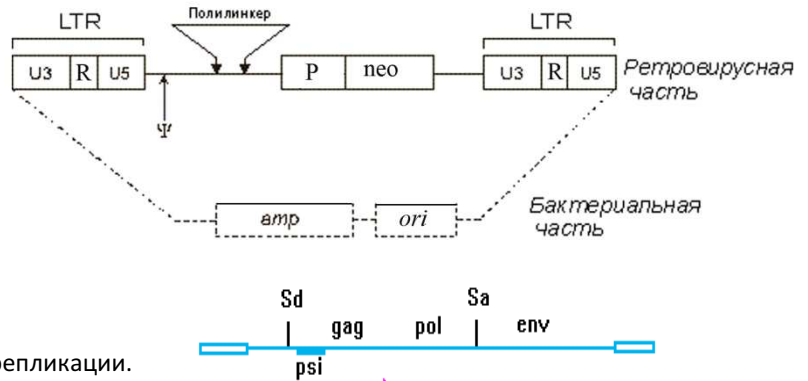 Полилинкер
LTR LTR
U3 R U5 P neo U3 R U5 Ретровирусная
часть
Ψ
amp ori Бактериальная
часть
Sd Sa
gag pol env
епликации.
psi